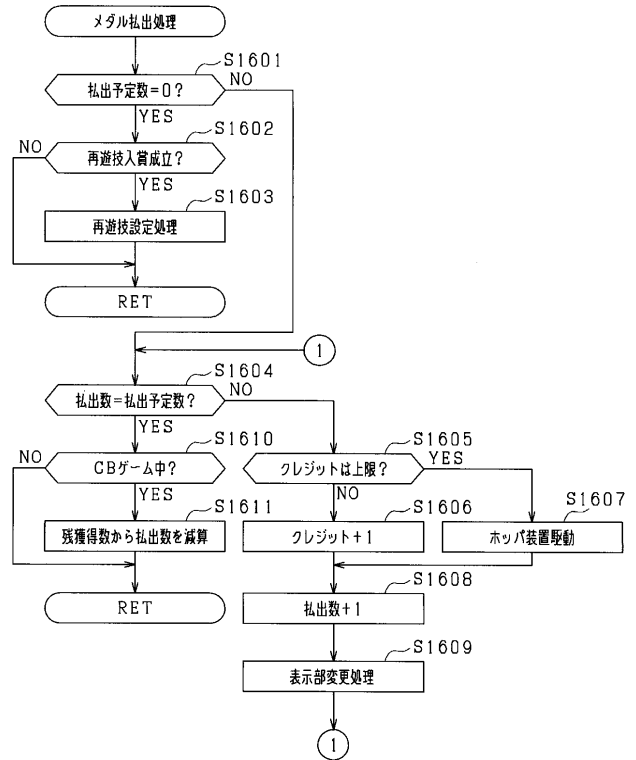 メダル払出処理
S1601
払出予定数=0?
NO
YES
S1602
NO
再遊技入賞成立?
YES
S1603
再遊技設定処理
RET
1
S1604
払出数=払出予定数?
NO
YES
S1610
NO
CBゲーム中?
YES
S1611
残獲得数から払出数を減算
RET
S1605
クレジットは上限?
YES
NO
S1606
クレジット+1
S1607
ホッパ装置駆動
S1608
払出数+1
S1609
表示部変更処理
1